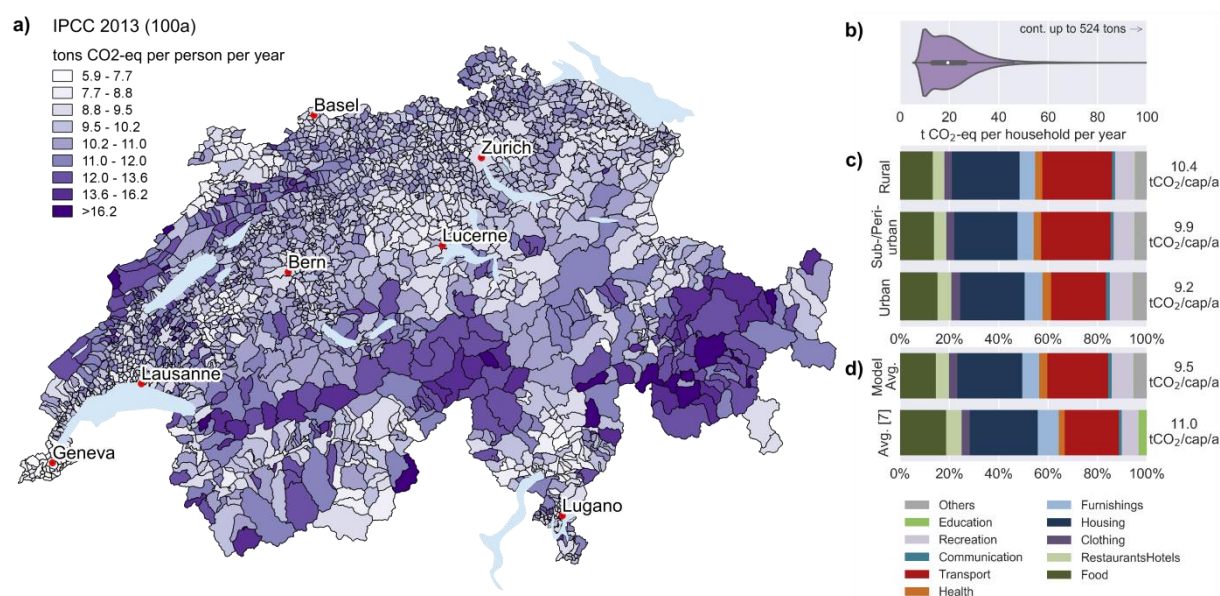 a)
IPCC 2013 (100a)
tons CO2-eq per person per year
5.9 - 7.7
7.7 - 8.8
8.8 - 9.5
9.5 - 10.2
10.2 - 11.0
11.0 - 12.0
12.0 - 13.6
13.6 - 16.2
>16.2
Basel
Zurich
Lucerne
Bern
Lausanne
Geneva
Lugano
b)
cont. up to 524 tons →
0 20 40 60 80 100
t CO₂-eq per household per year
c)
Rural
10.4
tCO₂/cap/a
Sub-/Peri-
urban
9.9
tCO₂/cap/a
Urban
9.2
tCO₂/cap/a
0% 20% 40% 60% 80% 100%
d)
Model
Avg.
9.5
tCO₂/cap/a
Avg. [7]
11.0
tCO₂/cap/a
0% 20% 40% 60% 80% 100%
Others
Education
Recreation
Communication
Transport
Health
Furnishings
Housing
Clothing
RestaurantsHotels
Food